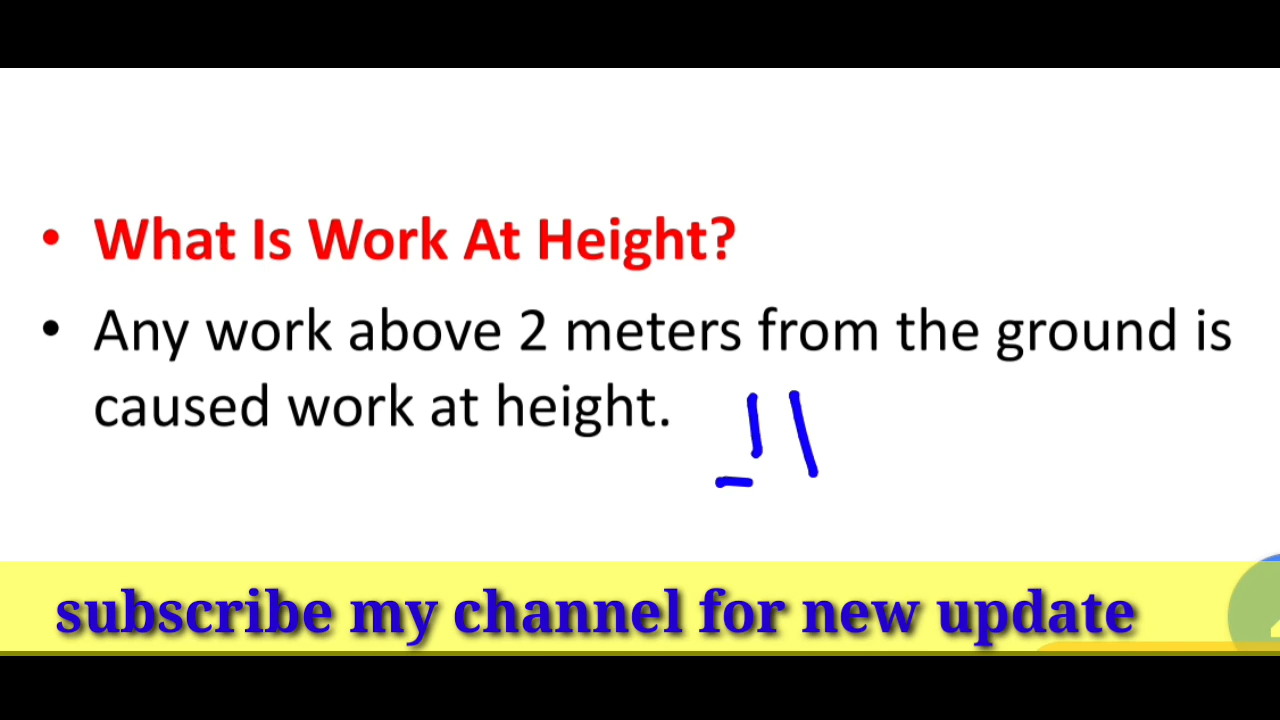 • What Is Work At Height?
• Any work above 2 meters from the ground is
caused work at height.
subscribe my channel for new update